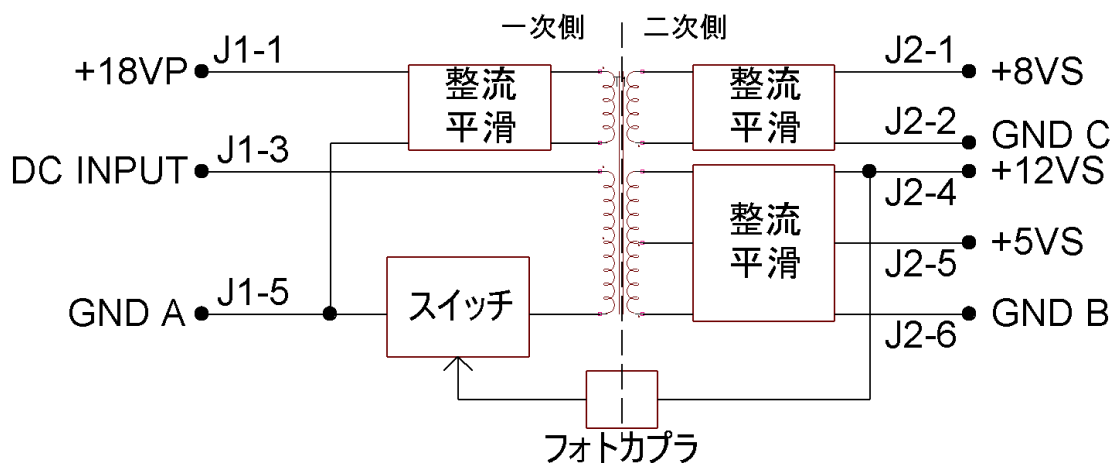 一次側 二次側
+18VP J1-1
整流
平滑
整流
平滑
J2-1 +8VS
J2-2 GND C
DC INPUT J1-3
J2-4 +12VS
整流
平滑
J2-5 +5VS
GND A J1-5
スイッチ
J2-6 GND B
フォトカプラ